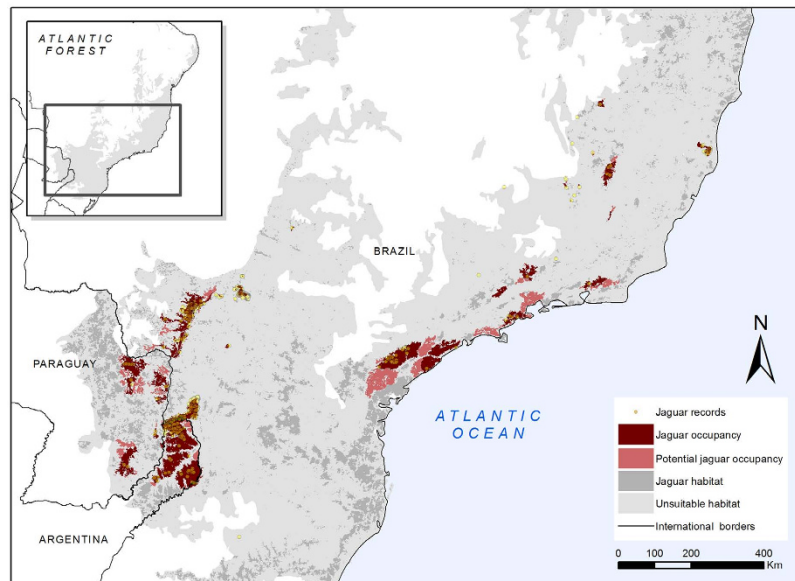 ATLANTIC
FOREST
BRAZIL
PARAGUAY
ARGENTINA
ATLANTIC
OCEAN
N
Jaguar records
Jaguar occupancy
Potential jaguar occupancy
Jaguar habitat
Unsuitable habitat
International borders
0 100 200 400
Km